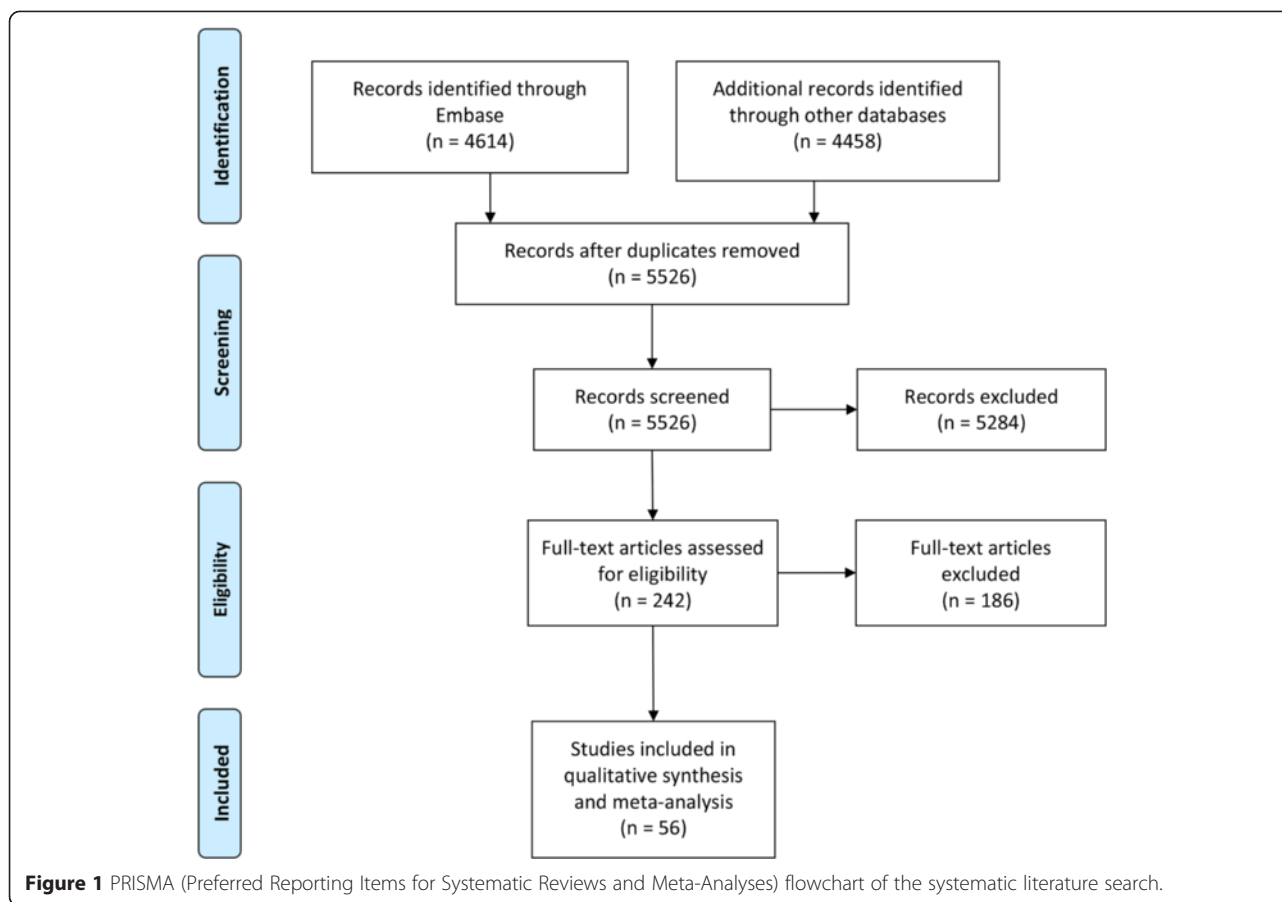 Identification
Records identified through
Embase
(n = 4614)
Additional records identified
through other databases
(n = 4458)
Records after duplicates removed
(n = 5526)
Screening
Records screened
(n = 5526)
Records excluded
(n = 5284)
Eligibility
Full-text articles assessed
for eligibility
(n = 242)
Full-text articles
excluded
(n = 186)
Included
Studies included in
qualitative synthesis
and meta-analysis
(n = 56)
Figure 1 PRISMA (Preferred Reporting Items for Systematic Reviews and Meta-Analyses) flowchart of the systematic literature search.